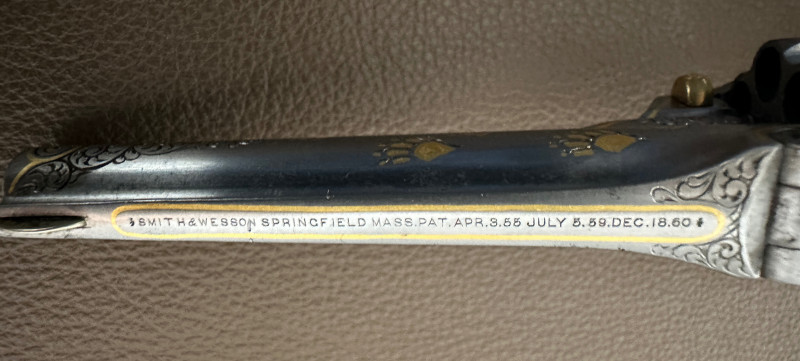 SMITH & WESSON SPRINGFIELD MASS. PAT. APR. 3.55 JULY 5. 59. DEC. 18. 60